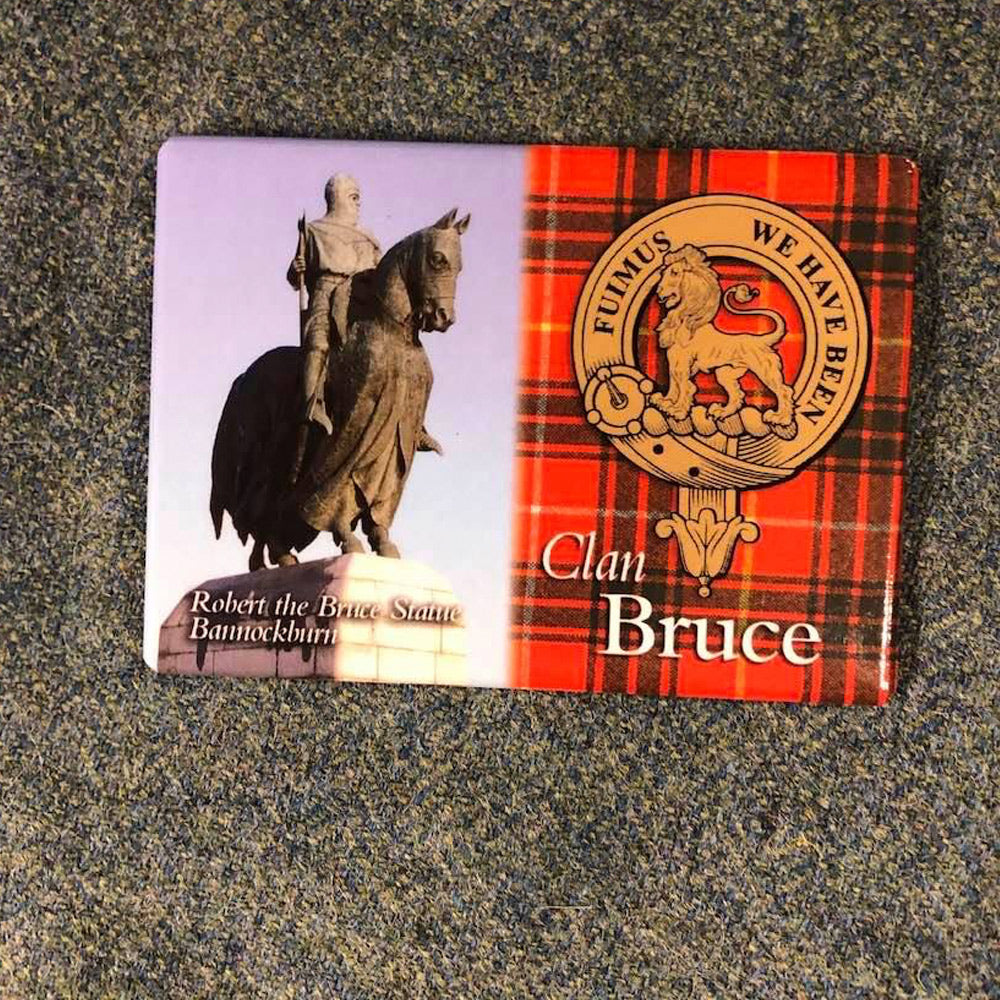 Robert the Bruce Statue
Bannockburn
FUIMUS
WE HAVE BEEN
Clan
Bruce